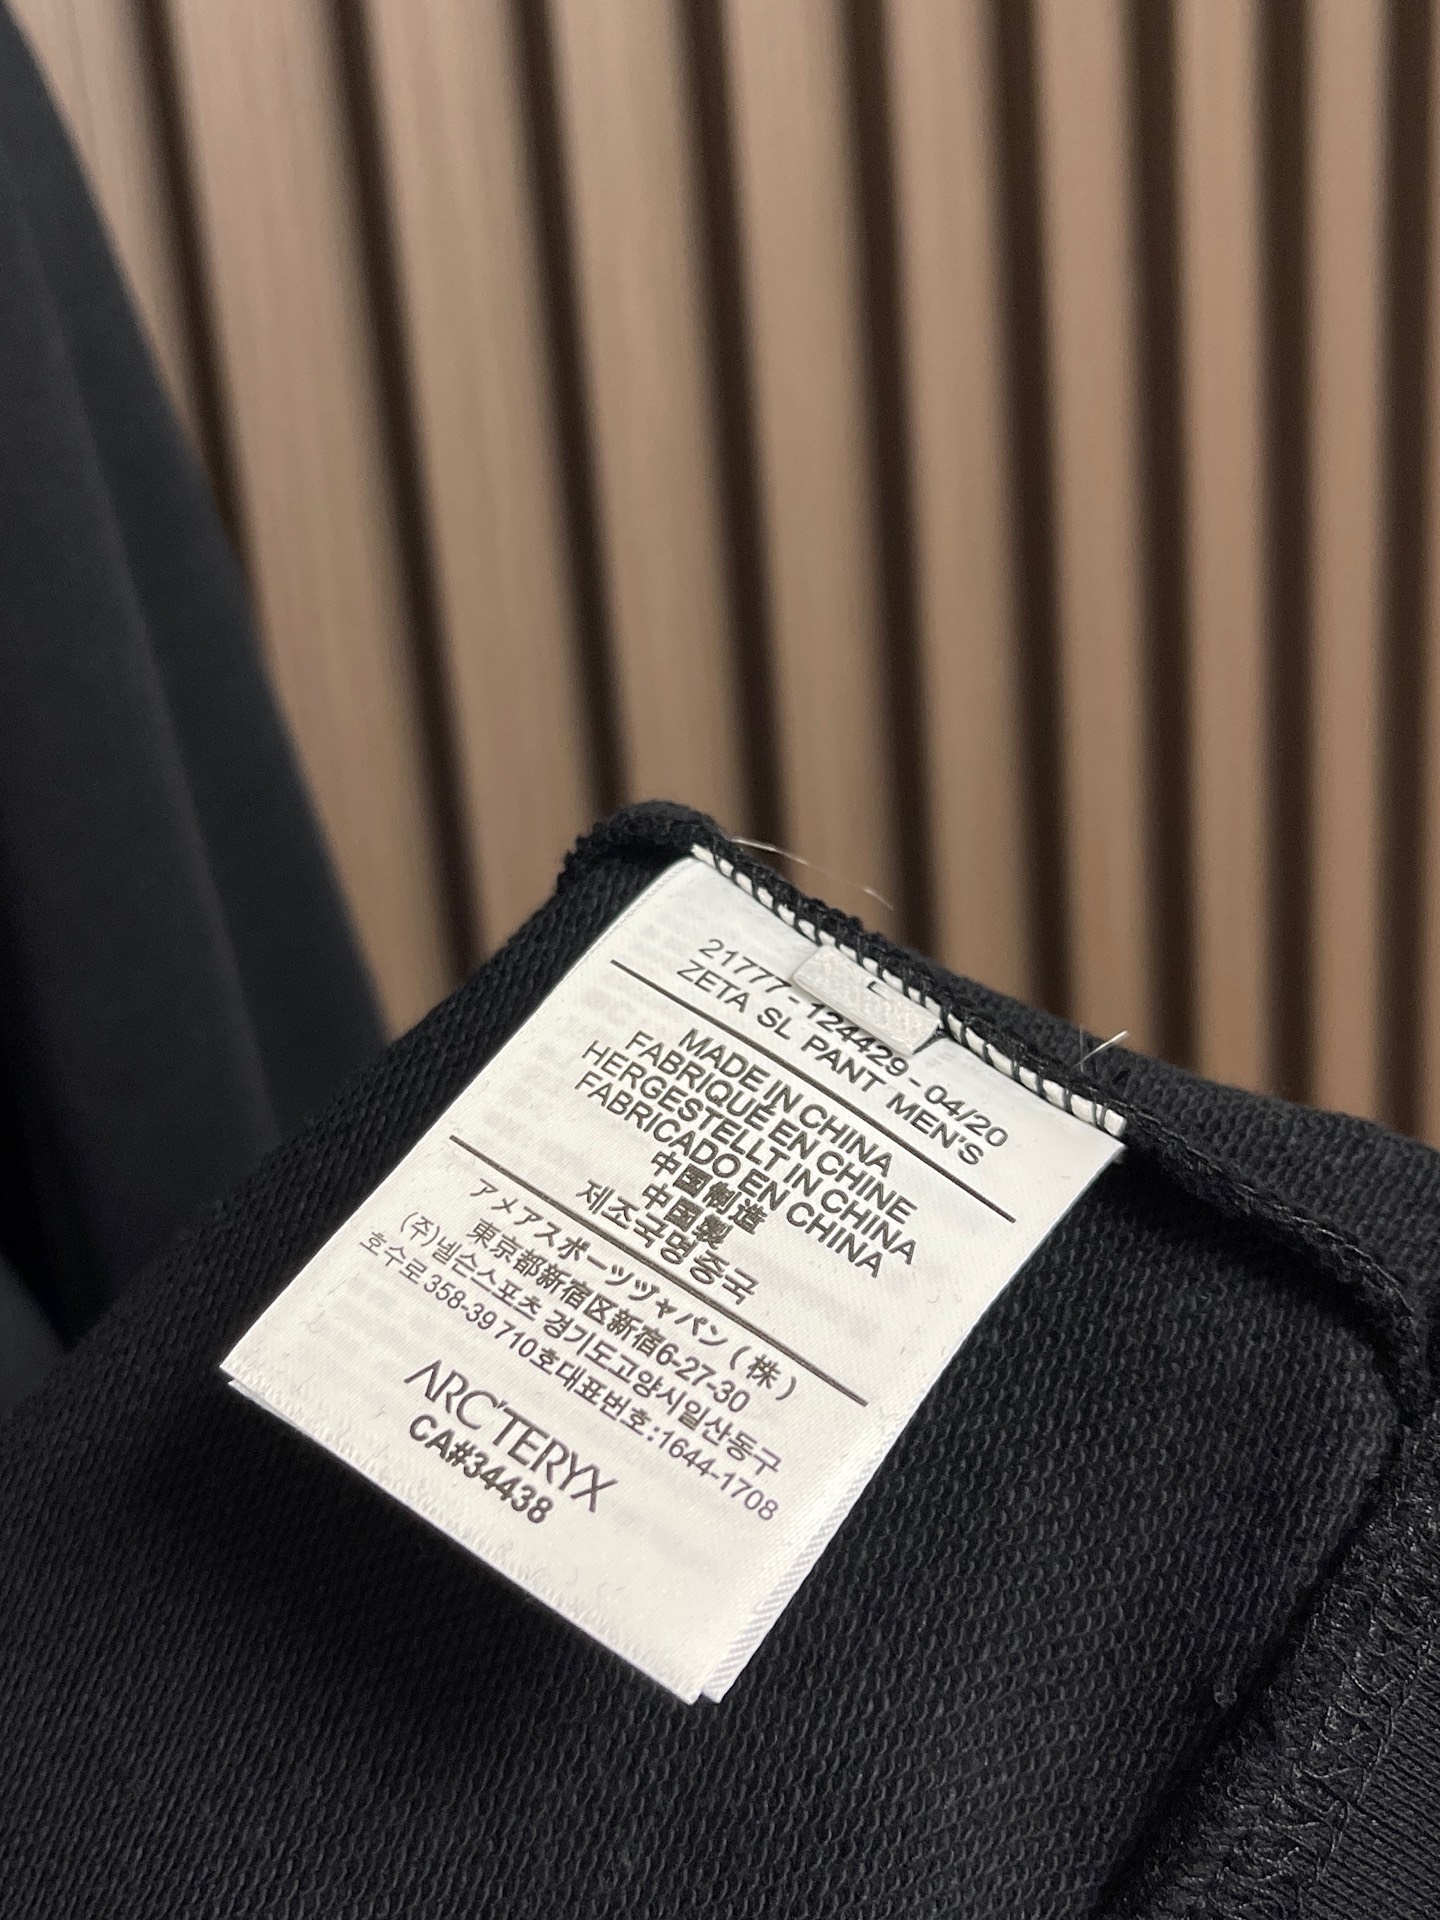 L
21777-124429-04/20
ZETA SL PANT MEN'S
MADE IN CHINA
FABRIQUÉ EN CHINE
HERGESTELLT IN CHINA
FABRICADO EN CHINA
中国制造
中国製
제조국명중국
アメアスポーツジャパン(株)
東京都新宿区新宿6-27-30
(주)넬슨스포츠 경기도고양시일산동구
호수로358-39 710호대표번호:1644-1708
ARC'TERYX
CA#34438